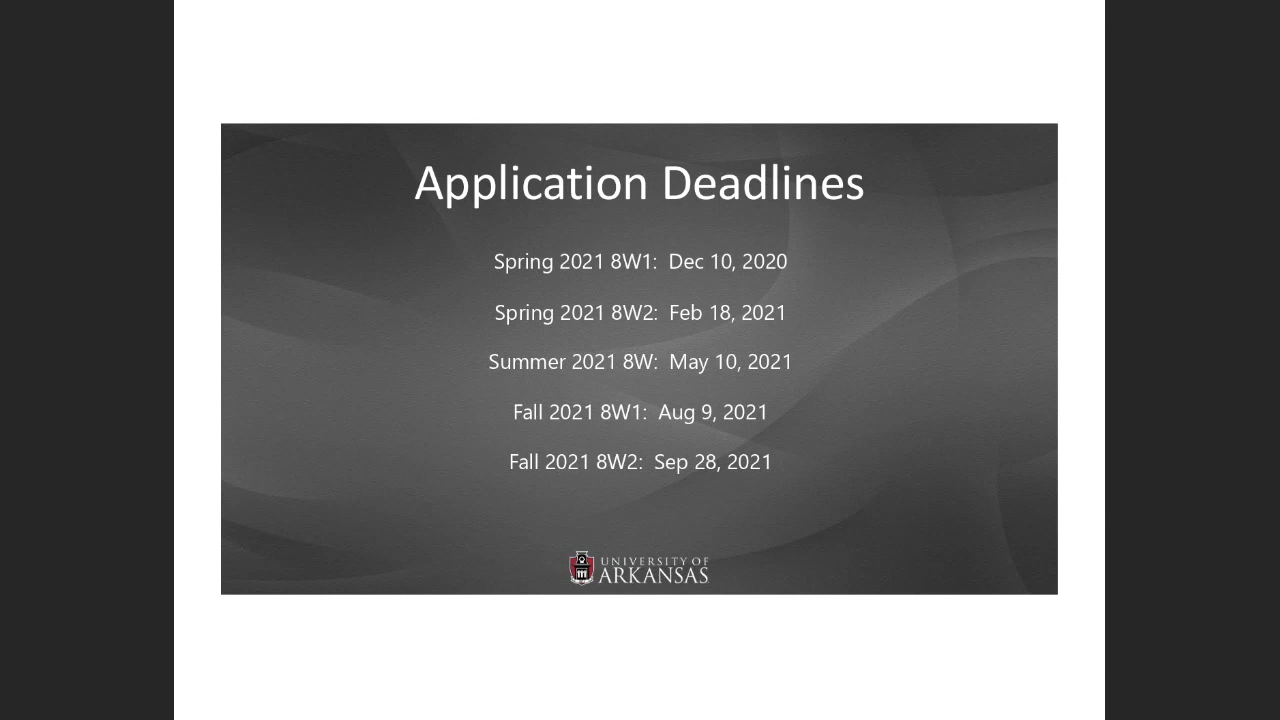 Application Deadlines
Spring 2021 8W1:  Dec 10, 2020
Spring 2021 8W2:  Feb 18, 2021
Summer 2021 8W:  May 10, 2021
Fall 2021 8W1:  Aug 9, 2021
Fall 2021 8W2:  Sep 28, 2021
UNIVERSITY OF
ARKANSAS